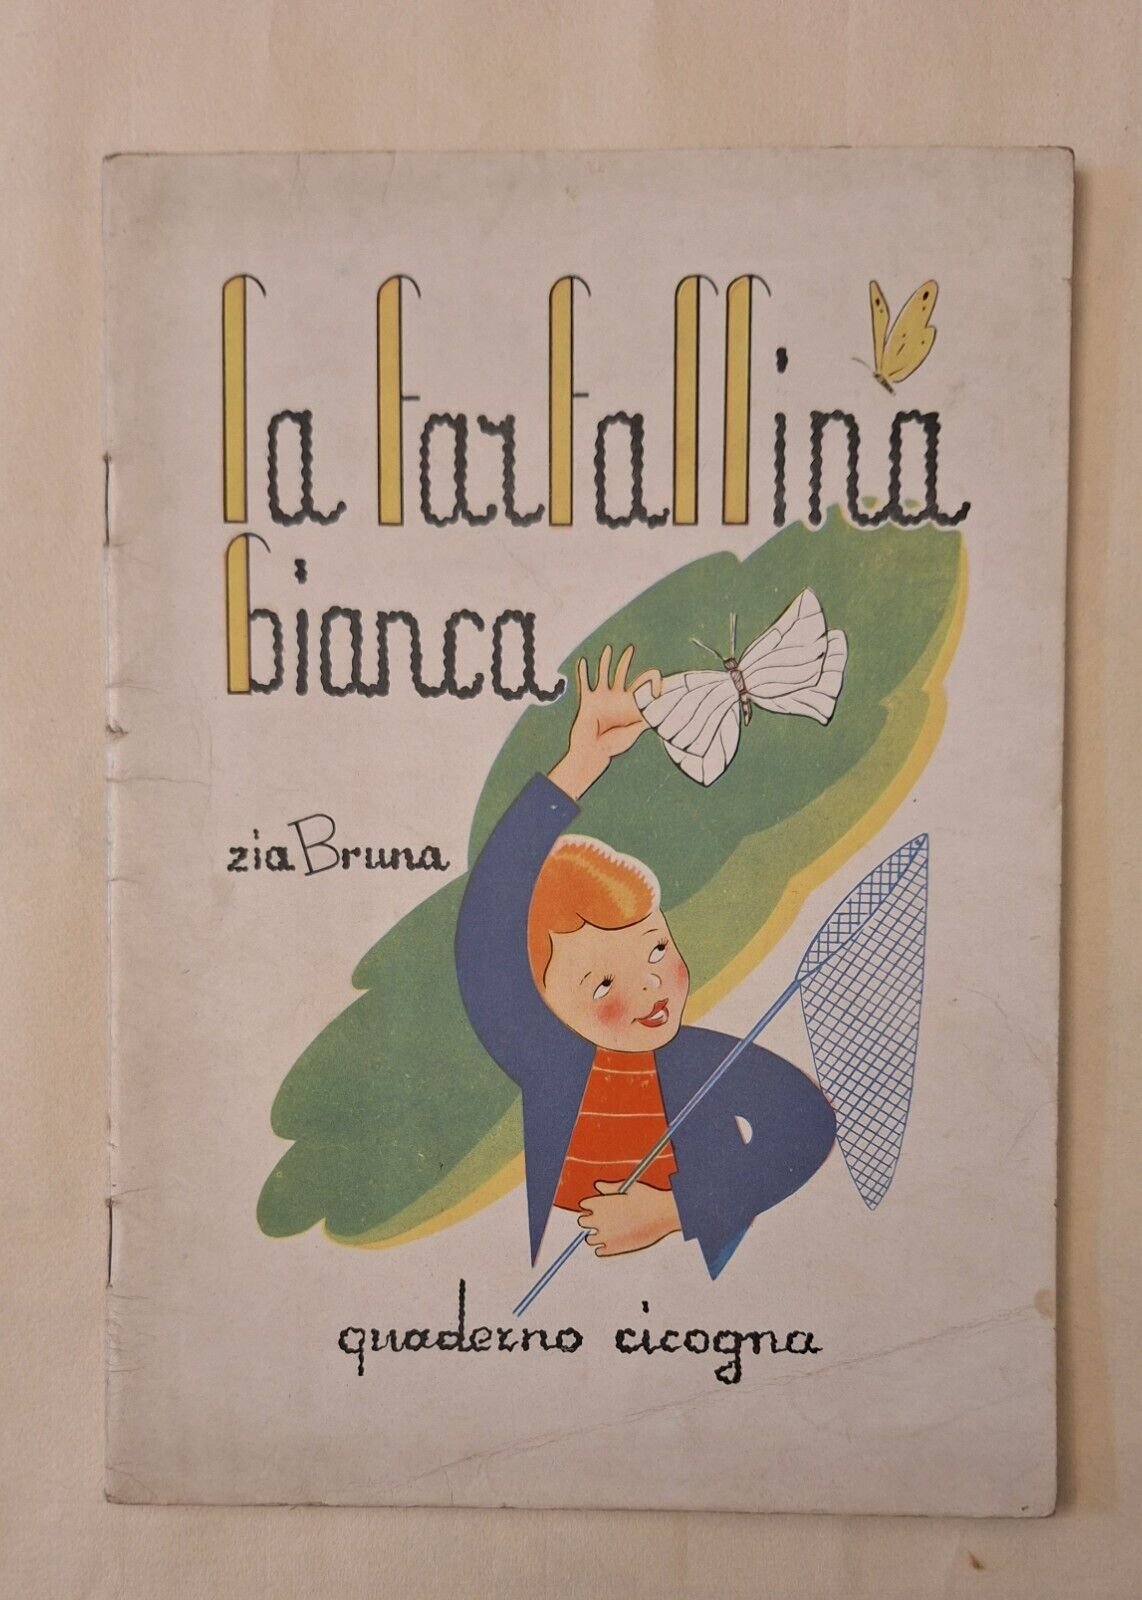 la farfallina
bianca
zia Bruna
quaderno cicogna